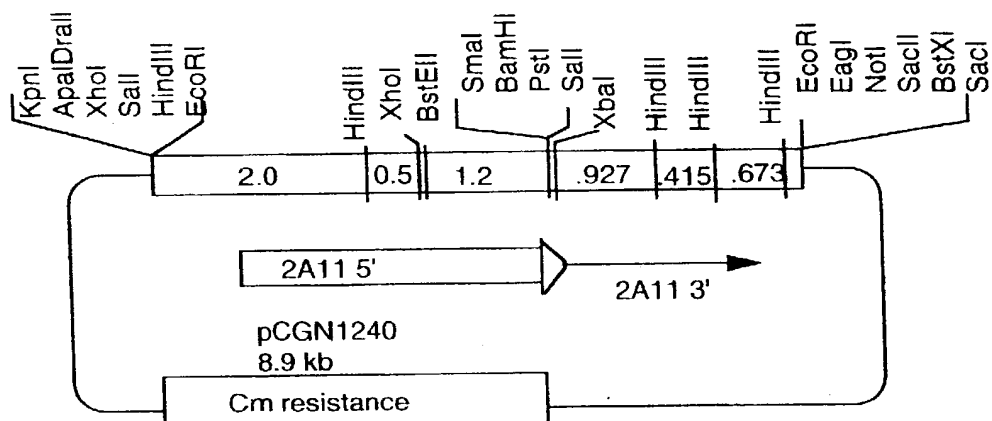 KpnI
ApaIDraII
XhoI
SalI
HindIII
EcoRI
HindIII
XhoI
BstEII
SmaI
BamHI
PstI
SalI
XbaI
HindIII
HindIII
HindIII
EcoRI
EagI
NotI
SacII
BstXI
SacI
2.0
0.5
1.2
.927
.415
.673
2A11 5'
2A11 3'
pCGN1240
8.9 kb
Cm resistance